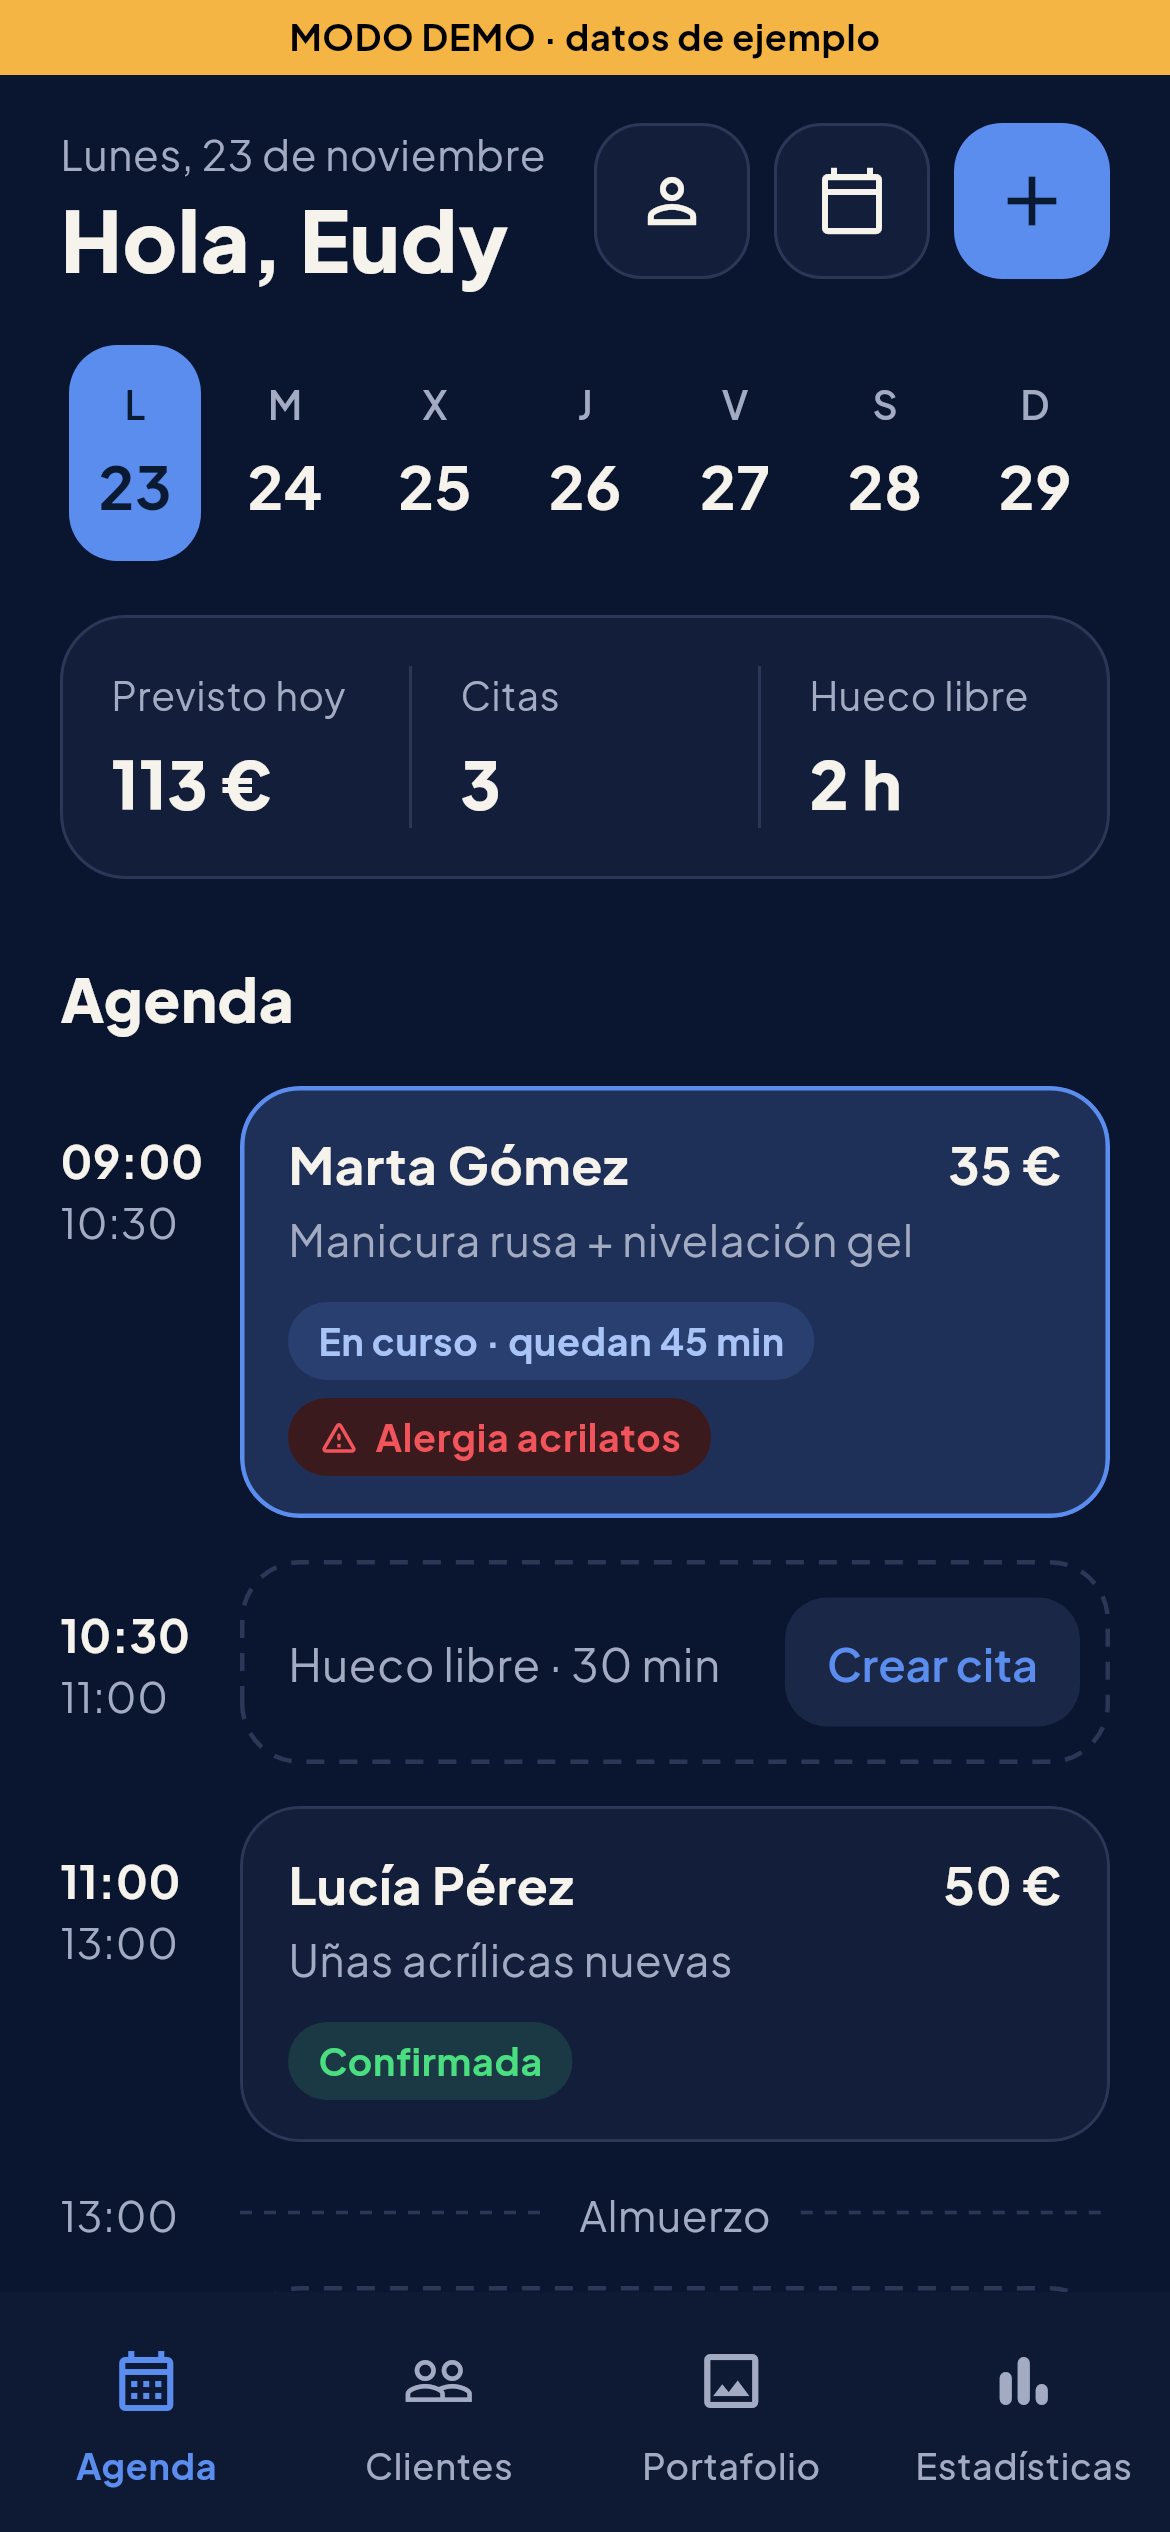 MODO DEMO · datos de ejemplo
Lunes, 23 de noviembre
Hola, Eudy
L M X J V S D
23 24 25 26 27 28 29
Previsto hoy Citas Hueco libre
113 € 3 2 h
Agenda
09:00 Marta Gómez 35 €
10:30 Manicura rusa + nivelación gel
En curso · quedan 45 min
Alergia acrilatos
10:30
11:00
Hueco libre · 30 min Crear cita
11:00 Lucía Pérez 50 €
13:00 Uñas acrílicas nuevas
Confirmada
13:00 Almuerzo
Agenda Clientes Portafolio Estadísticas